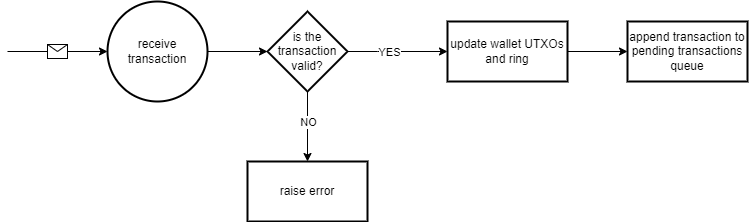 receive
transaction
is the
transaction
valid?
YES
update wallet UTXOs
and ring
append transaction to
pending transactions
queue
NO
raise error